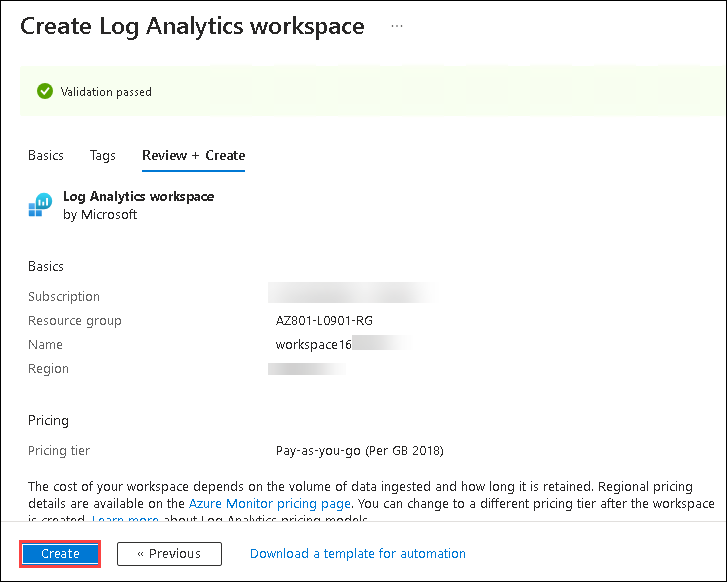 Create Log Analytics workspace ...
Validation passed
Basics Tags Review + Create
Log Analytics workspace
by Microsoft
Basics
Subscription
Resource group AZ801-L0901-RG
Name workspace16
Region
Pricing
Pricing tier Pay-as-you-go (Per GB 2018)
The cost of your workspace depends on the volume of data ingested and how long it is retained. Regional pricing
details are available on the Azure Monitor pricing page. You can change to a different pricing tier after the workspace
is created. Learn more about Log Analytics pricing models.
Create « Previous Download a template for automation